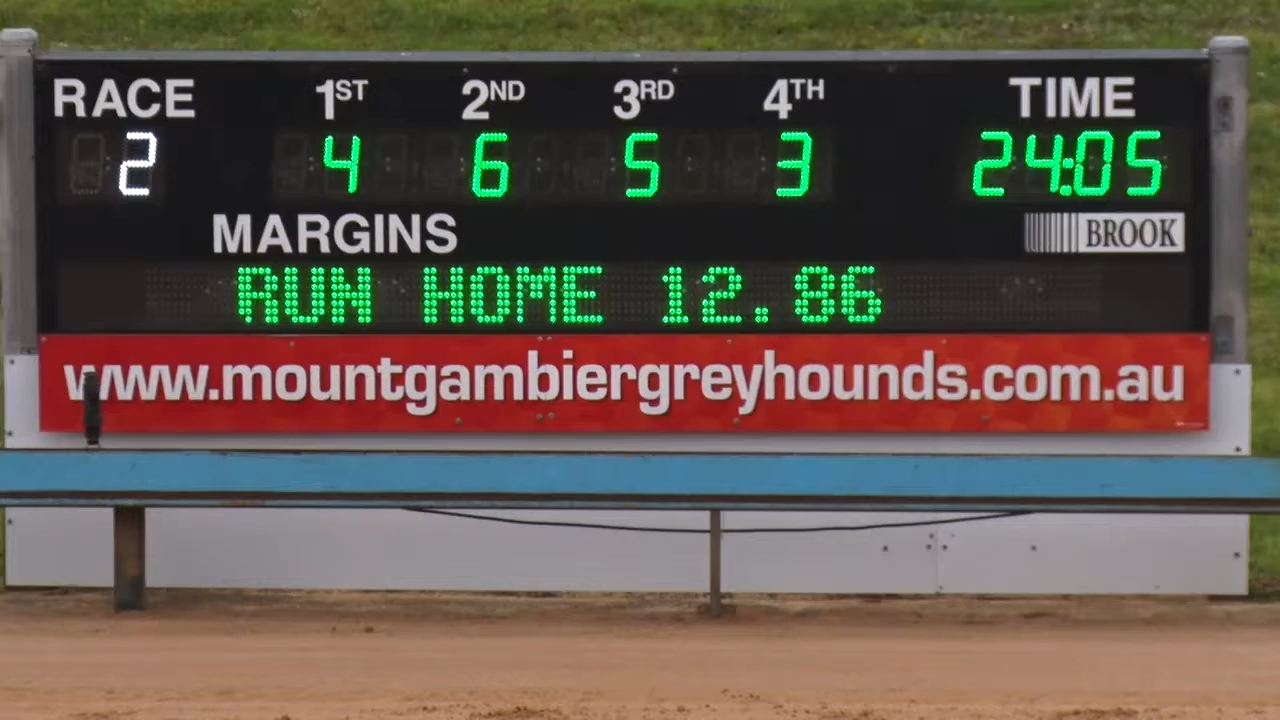 RACE 1ST 2ND 3RD 4TH TIME
2 4 6 5 3 24:05
MARGINS BROOK
RUN HOME 12.86
www.mountgambiergreyhounds.com.au